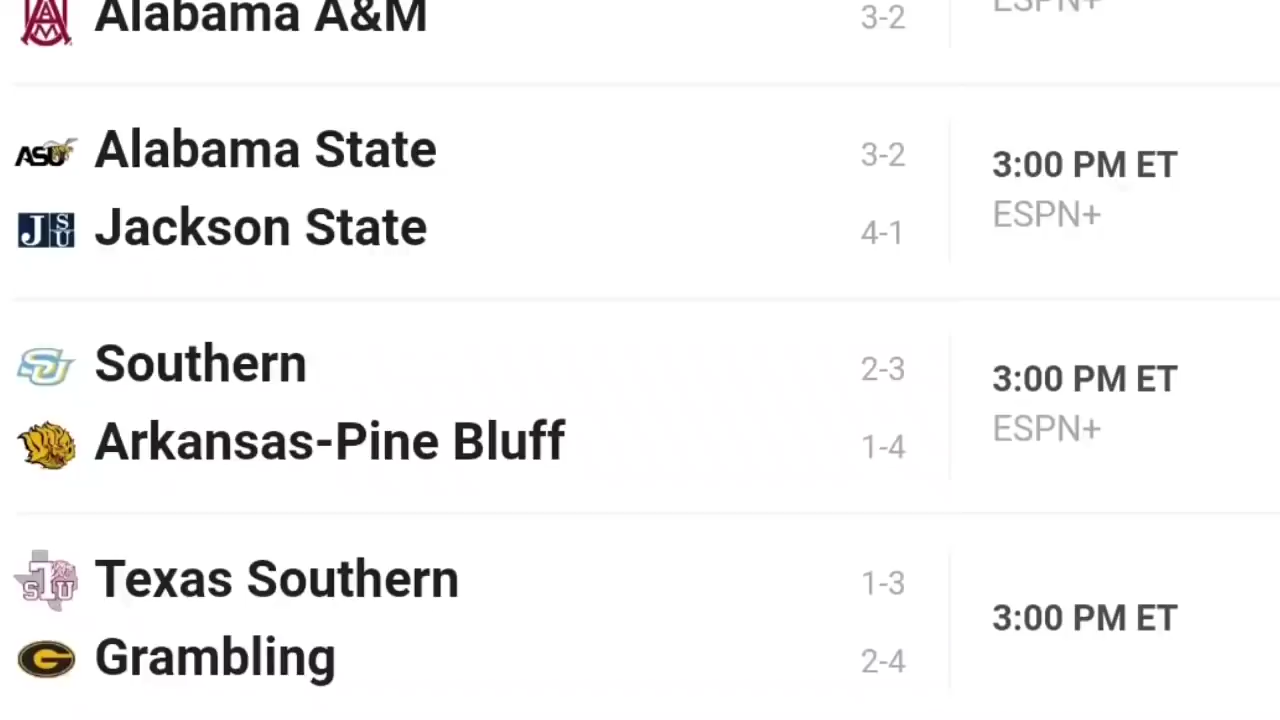 Alabama A&M 3-2 ESPN+
Alabama State 3-2
3:00 PM ET
Jackson State 4-1
ESPN+
Southern 2-3
3:00 PM ET
Arkansas-Pine Bluff 1-4
ESPN+
Texas Southern 1-3
3:00 PM ET
Grambling 2-4